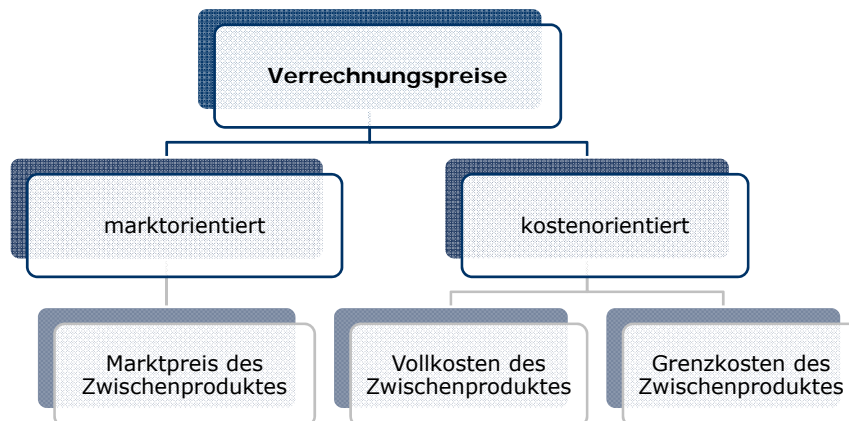 Verrechnungspreise
marktorientiert
kostenorientiert
Marktpreis des
Zwischenproduktes
Vollkosten des
Zwischenproduktes
Grenzkosten des
Zwischenproduktes